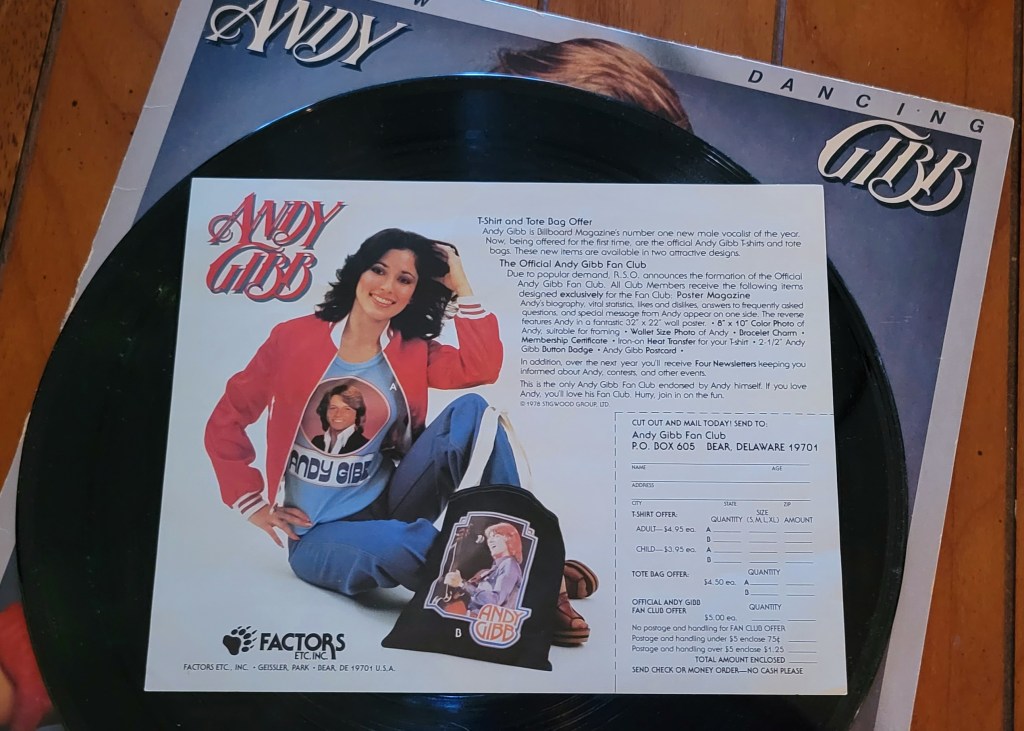 W
ANDY
DANCING
GIBB
ANDY
GIBB
T-Shirt and Tote Bag Offer
Andy Gibb is Billboard Magazine's number one new male vocalist of the year.
Now, being offered for the first time, are the official Andy Gibb T-shirts and tote
bags. These new items are available in two attractive designs.
The Official Andy Gibb Fan Club
Due to popular demand, R.S.O. announces the formation of the Official
Andy Gibb Fan Club. All Club Members receive the following items
designed exclusively for the Fan Club: Poster Magazine
Andy's biography, vital statistics, likes and dislikes, answers to frequently asked
questions, and special message from Andy appear on one side. The reverse
features Andy in a fantastic 32" x 22" wall poster. • 8" x 10" Color Photo of
Andy, suitable for framing • Wallet Size Photo of Andy • Bracelet Charm •
Membership Certificate • Iron-on Heat Transfer for your T-shirt • 2-1/2" Andy
Gibb Button Badge • Andy Gibb Postcard •
In addition, over the next year you'll receive Four Newsletters keeping you
informed about Andy, contests, and other events.
This is the only Andy Gibb Fan Club endorsed by Andy himself. If you love
Andy, you'll love his Fan Club. Hurry, join in on the fun.
© 1978 STIGWOOD GROUP, LTD.
A
ANDY GIBB
ANDY
GIBB
B
FACTORS
ETC. INC.
FACTORS ETC., INC. • GEISSLER, PARK • BEAR, DE 19701 U.S.A.
CUT OUT AND MAIL TODAY! SEND TO:
Andy Gibb Fan Club
P.O. BOX 605 BEAR, DELAWARE 19701
NAME AGE
ADDRESS
CITY STATE ZIP
T-SHIRT OFFER: QUANTITY SIZE (S, M, L, XL) AMOUNT
ADULT—$4.95 ea. A
B
CHILD—$3.95 ea. A
B
TOTE BAG OFFER: QUANTITY
$4.50 ea. A
B
OFFICIAL ANDY GIBB
FAN CLUB OFFER QUANTITY
$5.00 ea.
No postage and handling for FAN CLUB OFFER
Postage and handling under $5 enclose 75¢
Postage and handling over $5 enclose $1.25
TOTAL AMOUNT ENCLOSED
SEND CHECK OR MONEY ORDER—NO CASH PLEASE